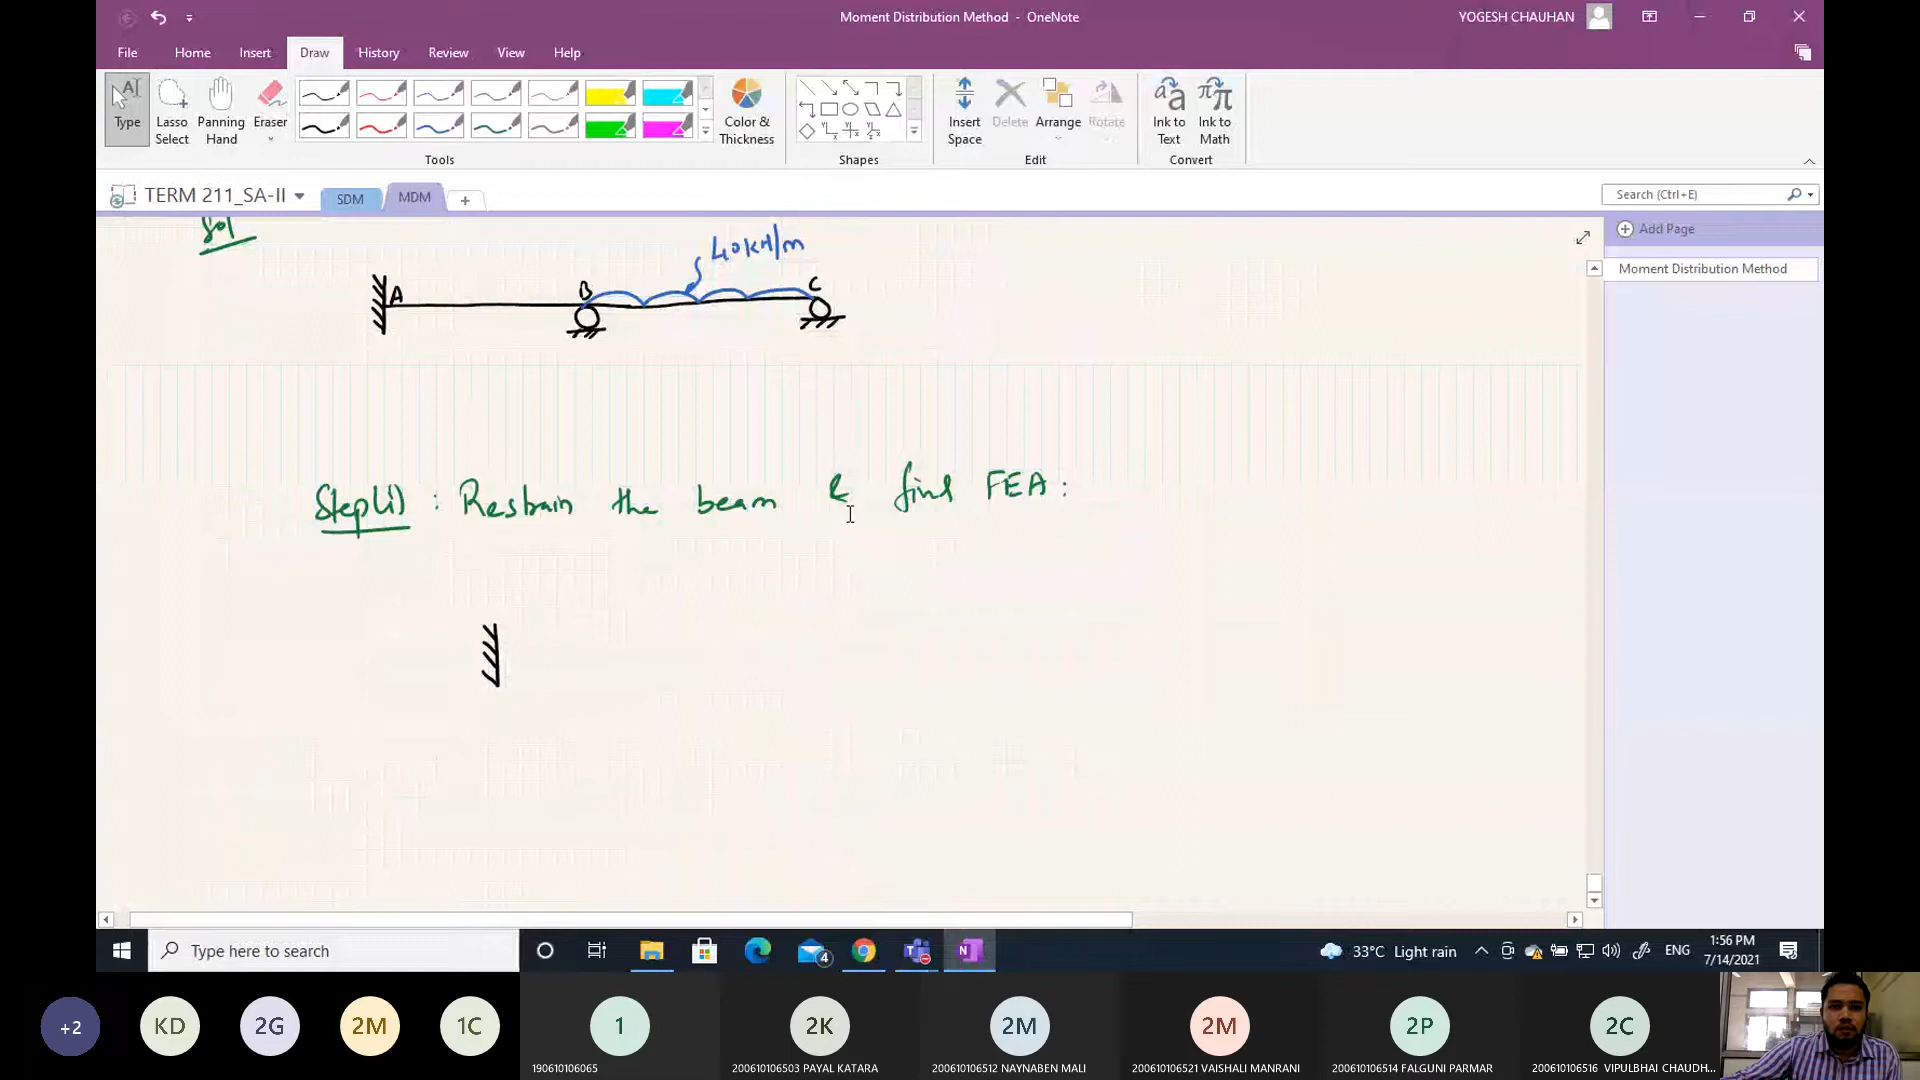 Moment Distribution Method - OneNote
YOGESH CHAUHAN
File Home Insert Draw History Review View Help
Type
Lasso Select
Panning Hand
Eraser
Color & Thickness
Insert Space
Delete
Arrange
Rotate
Ink to Text
Ink to Math
Tools Shapes Edit Convert
TERM 211_SA-II
SDM
MDM
Search (Ctrl+E)
Add Page
Moment Distribution Method
Sol
40kN/m
A B C
Step(i) : Restrain the beam & find FEA:
Type here to search
4
33°C Light rain
ENG
1:56 PM
7/14/2021
+2
KD
2G
2M
1C
1
190610106065
2K
200610106503 PAYAL KATARA
2M
200610106512 NAYNABEN MALI
2M
200610106521 VAISHALI MANRANI
2P
200610106514 FALGUNI PARMAR
2C
200610106516 VIPULBHAI CHAUDH...